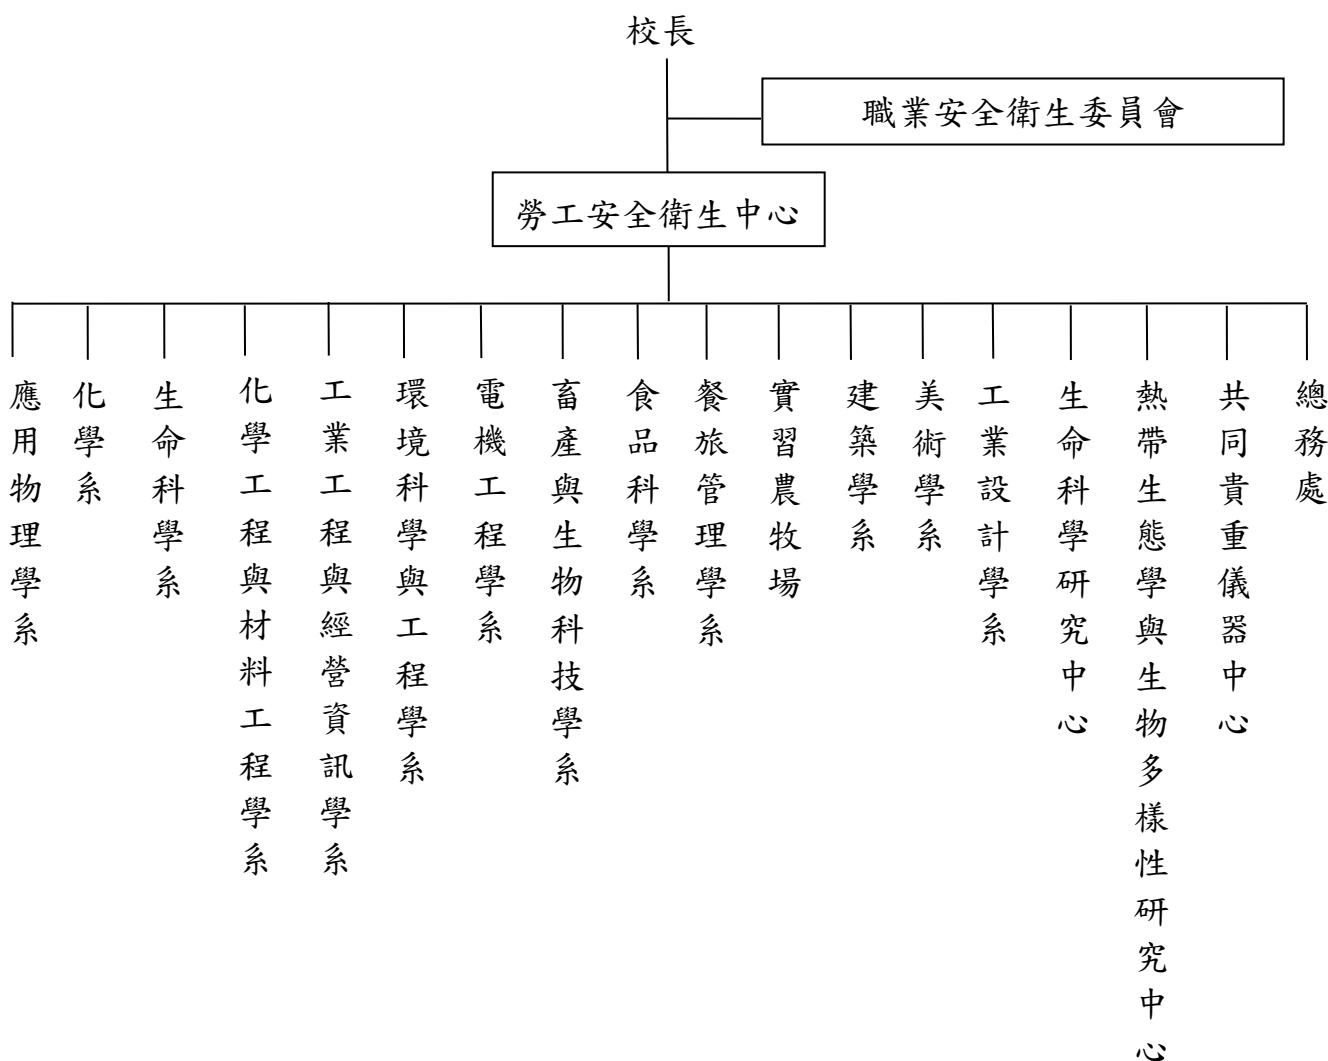 校長
職業安全衛生委員會
勞工安全衛生中心
應用物理學系
化學系
生命科學系
化學工程與材料工程學系
工業工程與經營資訊學系
環境科學與工程學系
電機工程學系
畜產與生物科技學系
食品科學系
餐旅管理學系
實習農牧場
建築學系
美術學系
工業設計學系
生命科學研究中心
熱帶生態學與生物多樣性研究中心
共同貴重儀器中心
總務處